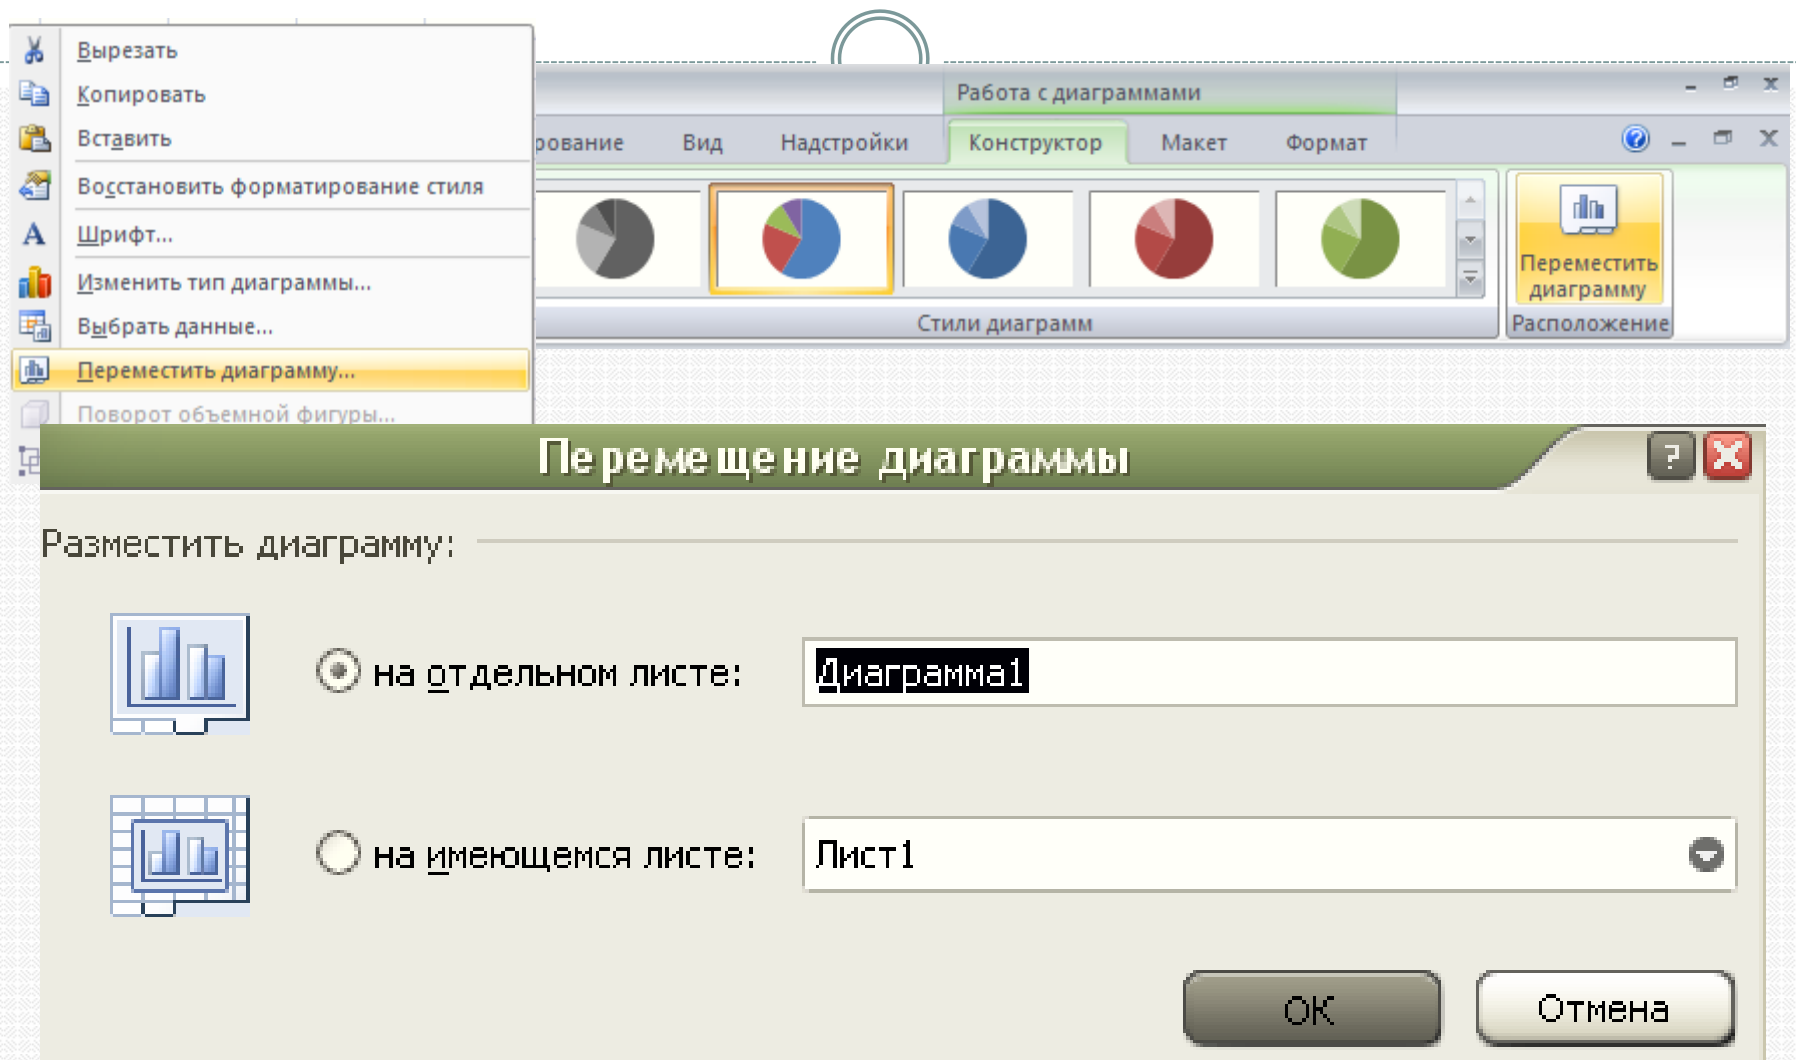 Вырезать
Копировать
Вставить
Восстановить форматирование стиля
Шрифт...
Изменить тип диаграммы...
Выбрать данные...
Переместить диаграмму...
Поворот объемной фигуры...
Работа с диаграммами
рование Вид Надстройки Конструктор Макет Формат
Переместить
диаграмму
Стили диаграмм Расположение
Перемещение диаграммы
?
Разместить диаграмму:
на отдельном листе: Диаграмма1
на имеющемся листе: Лист1
ОК Отмена